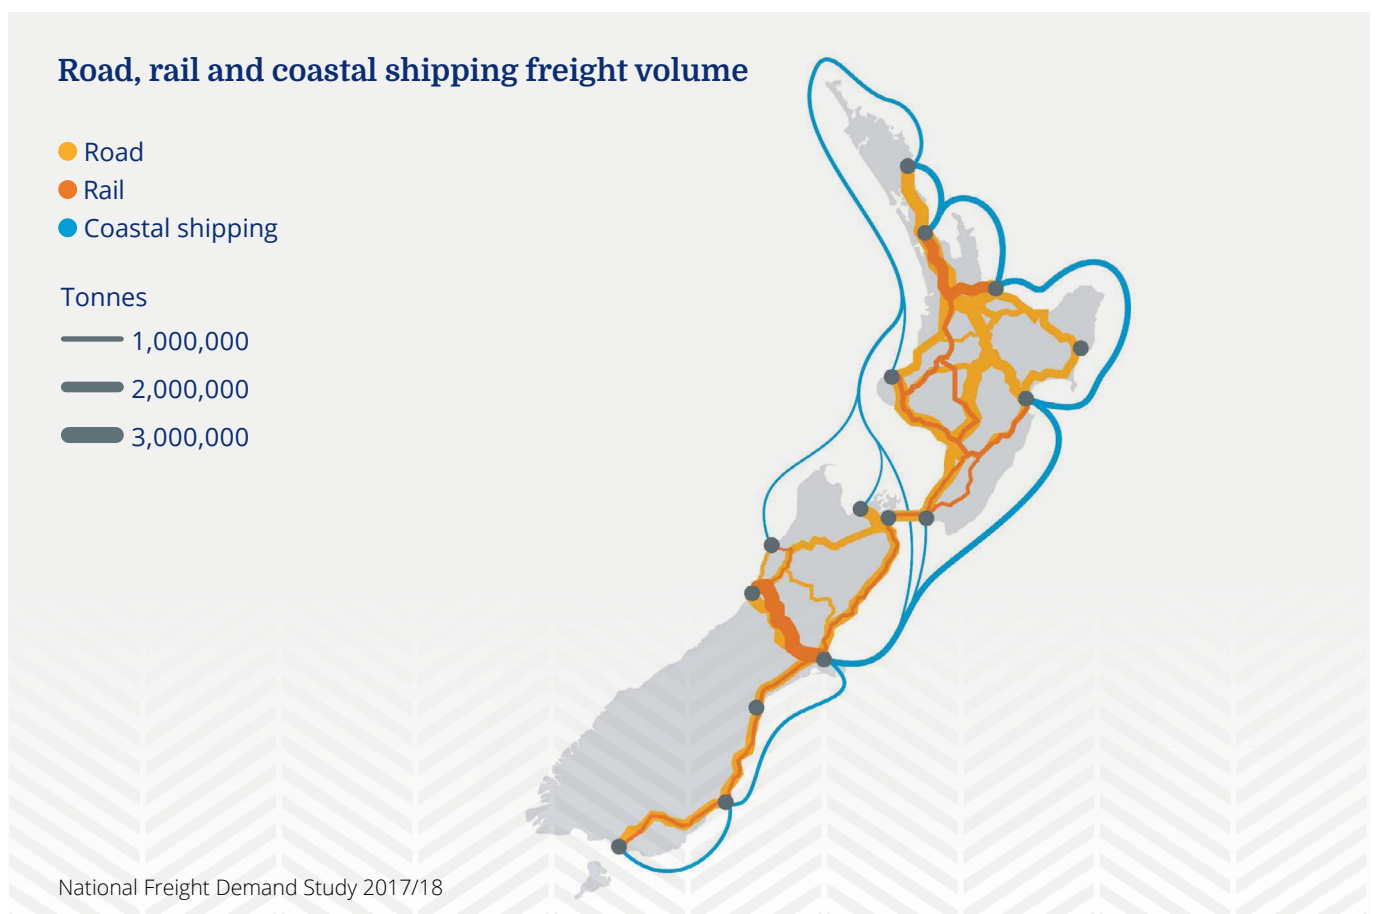 Road, rail and coastal shipping freight volume
Road
Rail
Coastal shipping
Tonnes
1,000,000
2,000,000
3,000,000
National Freight Demand Study 2017/18